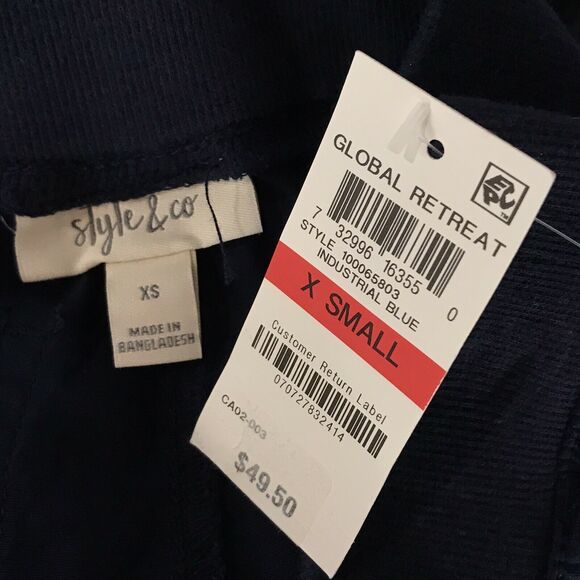 style & co
XS
MADE IN
BANGLADESH
GLOBAL RETREAT
7 32996 16355 0
STYLE 100065803
INDUSTRIAL BLUE
X SMALL
Customer Return Label
070727832414
CA02-003
$49.50